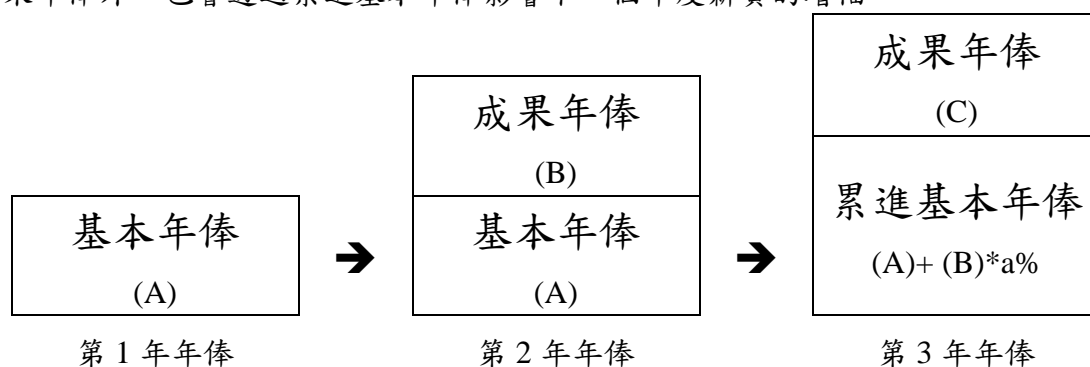 成果年俸
(C)
成果年俸
(B)
基本年俸
(A)
基本年俸
(A)
累進基本年俸
(A)+ (B)*a%
第 1 年年俸
第 2 年年俸
第 3 年年俸